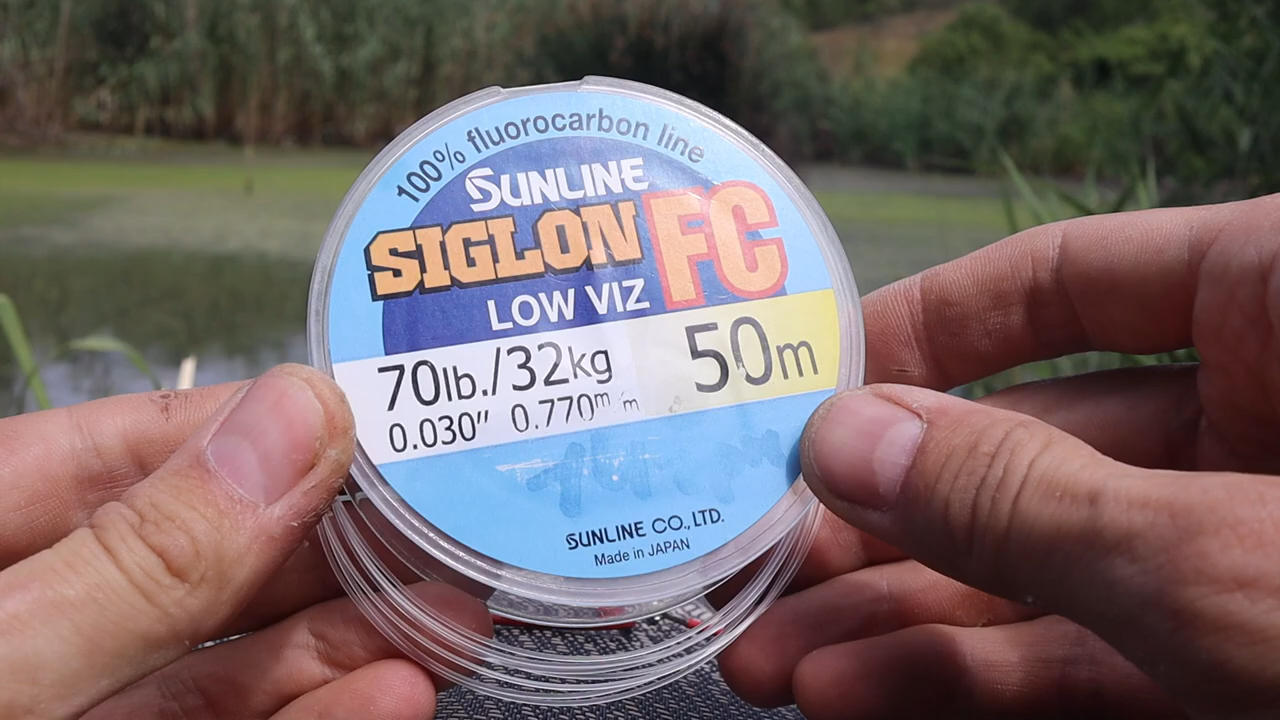 100% fluorocarbon line
SUNLINE
SIGLON FC
LOW VIZ
70lb./32kg 50m
0.030" 0.770mm
SUNLINE CO., LTD.
Made in JAPAN